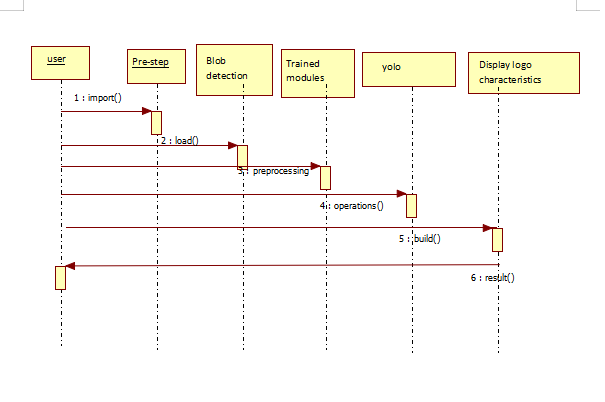 user
Pre-step
Blob
detection
Trained
modules
yolo
Display logo
characteristics
1 : import()
2 : load()
3 : preprocessing
4 : operations()
5 : build()
6 : result()